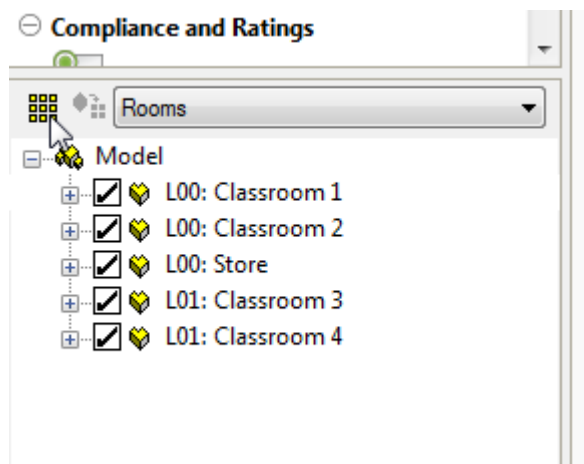 Compliance and Ratings
Rooms
Model
L00: Classroom 1
L00: Classroom 2
L00: Store
L01: Classroom 3
L01: Classroom 4